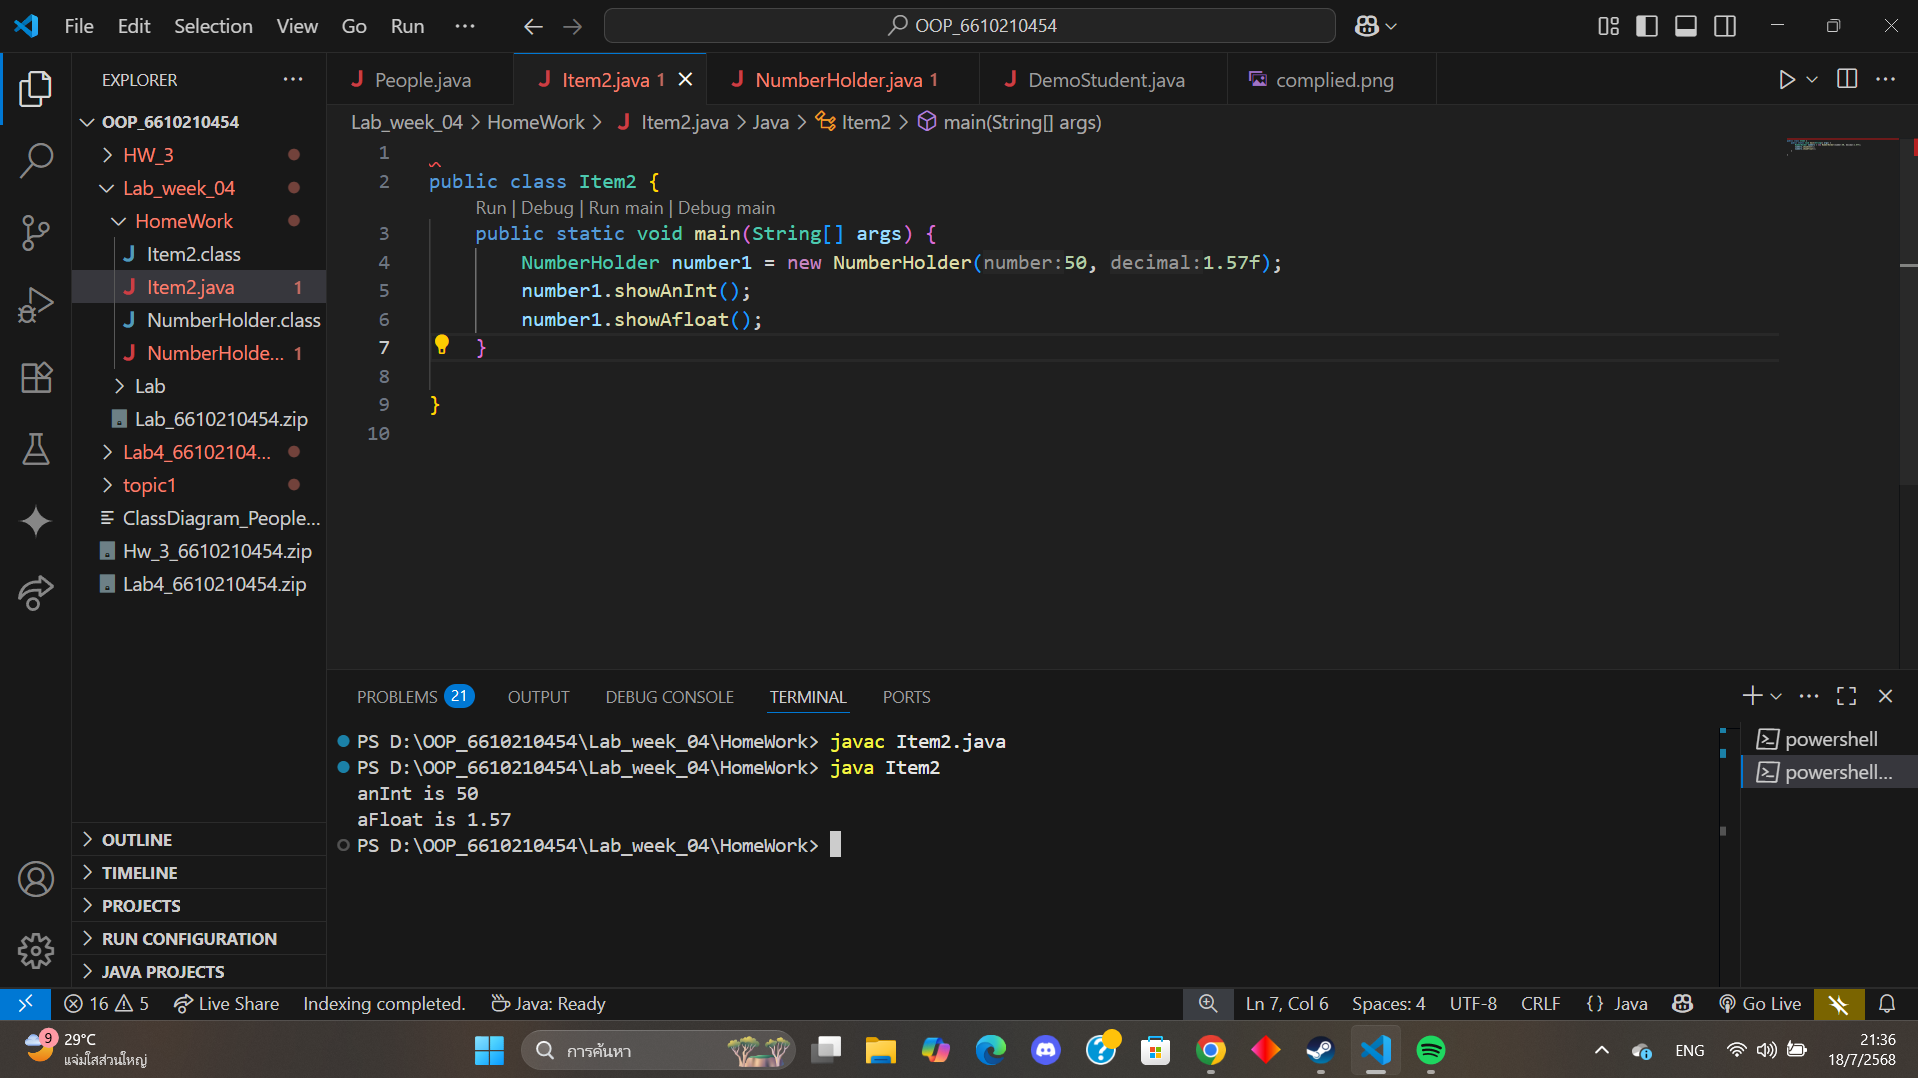 File Edit Selection View Go Run ··· OOP_6610210454
EXPLORER ···
OOP_6610210454
HW_3
Lab_week_04
HomeWork
Item2.class
Item2.java 1
NumberHolder.class
NumberHolde... 1
Lab
Lab_6610210454.zip
Lab4_66102104...
topic1
ClassDiagram_People...
Hw_3_6610210454.zip
Lab4_6610210454.zip
OUTLINE
TIMELINE
PROJECTS
RUN CONFIGURATION
JAVA PROJECTS
People.java Item2.java 1 NumberHolder.java 1 DemoStudent.java complied.png
Lab_week_04 > HomeWork > Item2.java > Java > Item2 > main(String[] args)
1
2 public class Item2 {
Run | Debug | Run main | Debug main
3 public static void main(String[] args) {
4 NumberHolder number1 = new NumberHolder(number:50, decimal:1.57f);
5 number1.showAnInt();
6 number1.showAfloat();
7 }
8
9 }
10
PROBLEMS 21 OUTPUT DEBUG CONSOLE TERMINAL PORTS
PS D:\OOP_6610210454\Lab_week_04\HomeWork> javac Item2.java
PS D:\OOP_6610210454\Lab_week_04\HomeWork> java Item2
anInt is 50
aFloat is 1.57
PS D:\OOP_6610210454\Lab_week_04\HomeWork>
powershell
powershell...
16 5 Live Share Indexing completed. Java: Ready Ln 7, Col 6 Spaces: 4 UTF-8 CRLF {} Java Go Live
9 29°C
แจ่มใสส่วนใหญ่
การค้นหา
ENG
21:36
18/7/2568